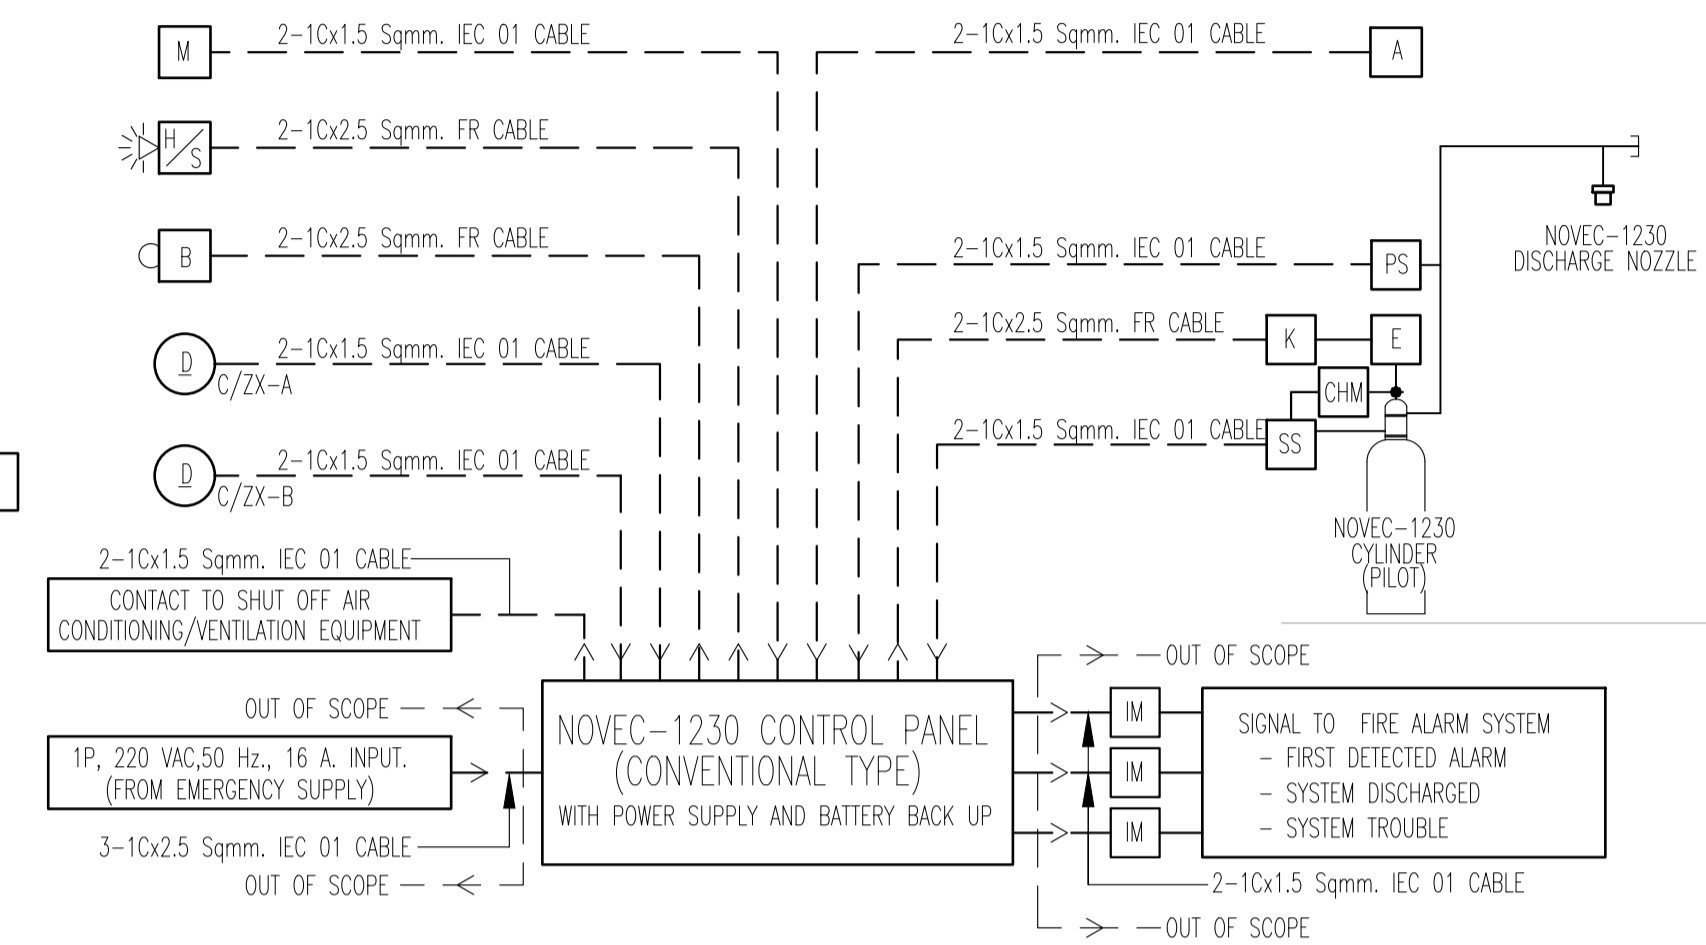 M
2-1Cx1.5 Sqmm. IEC 01 CABLE
2-1Cx1.5 Sqmm. IEC 01 CABLE
A
H/S
2-1Cx2.5 Sqmm. FR CABLE
B
2-1Cx2.5 Sqmm. FR CABLE
2-1Cx1.5 Sqmm. IEC 01 CABLE
PS
NOVEC-1230
DISCHARGE NOZZLE
D
2-1Cx1.5 Sqmm. IEC 01 CABLE
C/ZX-A
2-1Cx2.5 Sqmm. FR CABLE
K
E
CHM
D
2-1Cx1.5 Sqmm. IEC 01 CABLE
C/ZX-B
2-1Cx1.5 Sqmm. IEC 01 CABLE
SS
NOVEC-1230
CYLINDER
(PILOT)
2-1Cx1.5 Sqmm. IEC 01 CABLE
CONTACT TO SHUT OFF AIR
CONDITIONING/VENTILATION EQUIPMENT
OUT OF SCOPE
1P, 220 VAC,50 Hz., 16 A. INPUT.
(FROM EMERGENCY SUPPLY)
3-1Cx2.5 Sqmm. IEC 01 CABLE
OUT OF SCOPE
NOVEC-1230 CONTROL PANEL
(CONVENTIONAL TYPE)
WITH POWER SUPPLY AND BATTERY BACK UP
OUT OF SCOPE
IM
IM
IM
SIGNAL TO FIRE ALARM SYSTEM
- FIRST DETECTED ALARM
- SYSTEM DISCHARGED
- SYSTEM TROUBLE
2-1Cx1.5 Sqmm. IEC 01 CABLE
OUT OF SCOPE